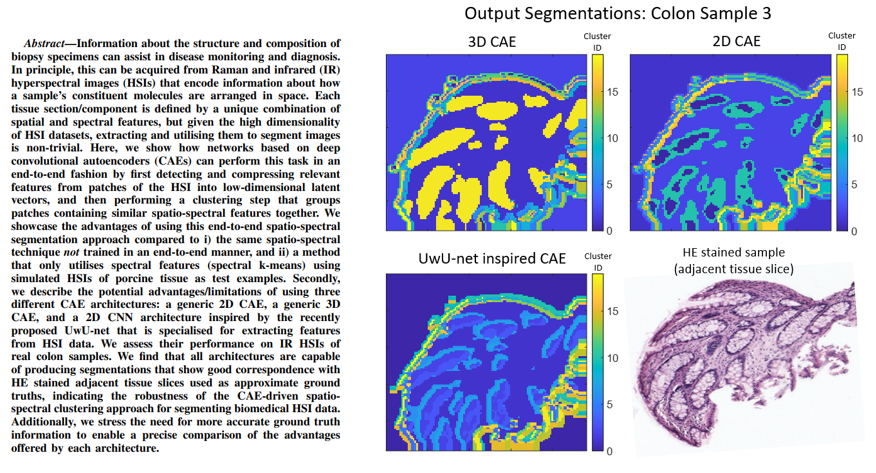 Abstract—Information about the structure and composition of
biopsy specimens can assist in disease monitoring and diagnosis.
In principle, this can be acquired from Raman and infrared (IR)
hyperspectral images (HSIs) that encode information about how
a sample's constituent molecules are arranged in space. Each
tissue section/component is defined by a unique combination of
spatial and spectral features, but given the high dimensionality
of HSI datasets, extracting and utilising them to segment images
is non-trivial. Here, we show how networks based on deep
convolutional autoencoders (CAEs) can perform this task in an
end-to-end fashion by first detecting and compressing relevant
features from patches of the HSI into low-dimensional latent
vectors, and then performing a clustering step that groups
patches containing similar spatio-spectral features together. We
showcase the advantages of using this end-to-end spatio-spectral
segmentation approach compared to i) the same spatio-spectral
technique not trained in an end-to-end manner, and ii) a method
that only utilises spectral features (spectral k-means) using
simulated HSIs of porcine tissue as test examples. Secondly,
we describe the potential advantages/limitations of using three
different CAE architectures: a generic 2D CAE, a generic 3D
CAE, and a 2D CNN architecture inspired by the recently
proposed UwU-net that is specialised for extracting features
from HSI data. We assess their performance on IR HSIs of
real colon samples. We find that all architectures are capable
of producing segmentations that show good correspondence with
HE stained adjacent tissue slices used as approximate ground
truths, indicating the robustness of the CAE-driven spatio-
spectral clustering approach for segmenting biomedical HSI data.
Additionally, we stress the need for more accurate ground truth
information to enable a precise comparison of the advantages
offered by each architecture.
Output Segmentations: Colon Sample 3
3D CAE
Cluster
ID
15
10
5
0
2D CAE
Cluster
ID
15
10
5
0
UwU-net inspired CAE
Cluster
ID
15
10
5
0
HE stained sample
(adjacent tissue slice)